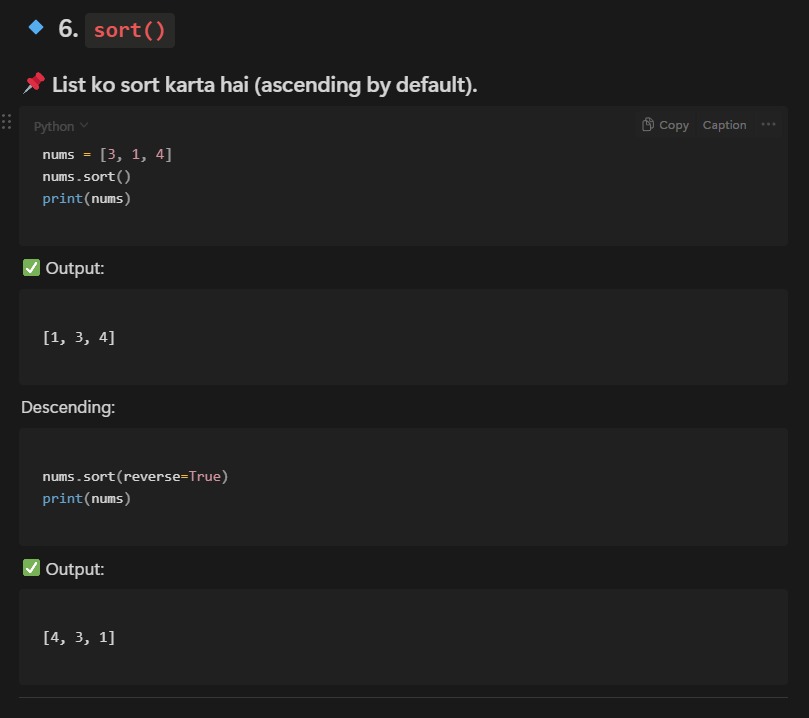 6. sort()
List ko sort karta hai (ascending by default).
Python
Copy Caption
nums = [3, 1, 4]
nums.sort()
print(nums)
Output:
[1, 3, 4]
Descending:
nums.sort(reverse=True)
print(nums)
Output:
[4, 3, 1]